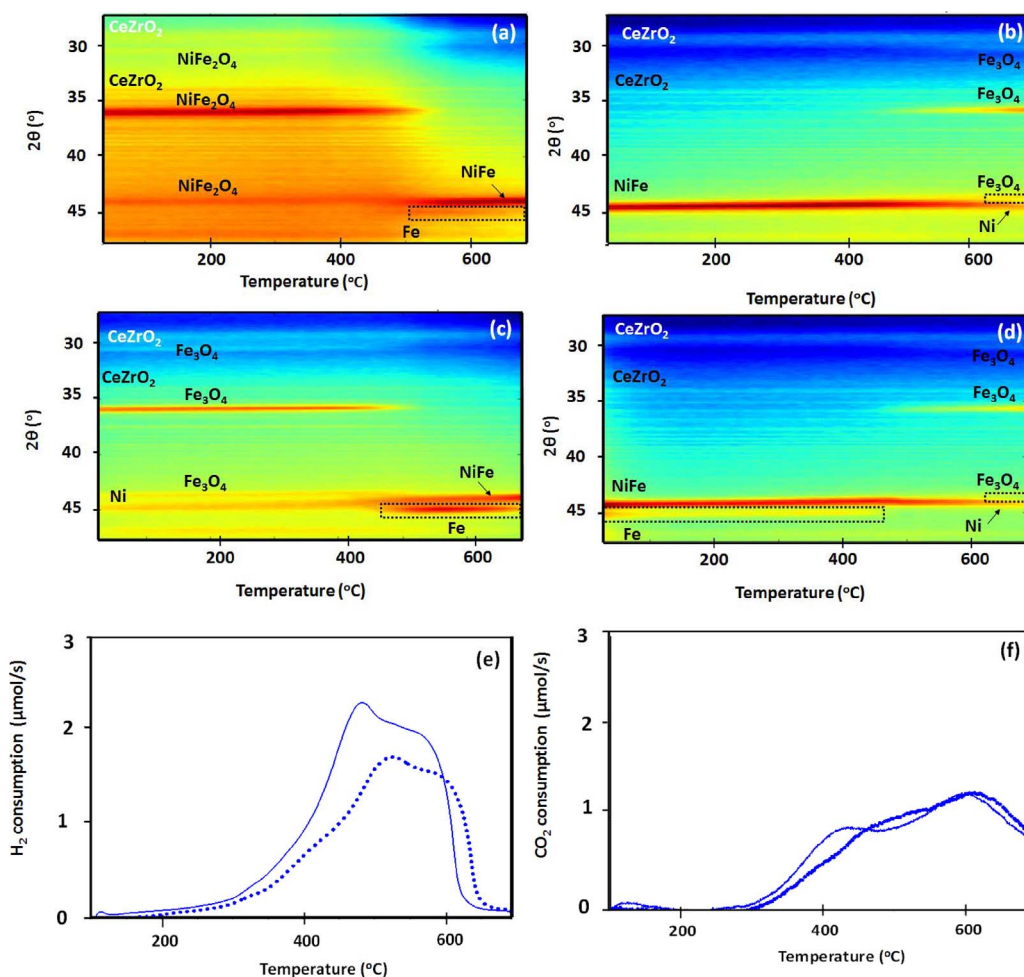 (a)
CeZrO₂
NiFe₂O₄
CeZrO₂
NiFe₂O₄
NiFe₂O₄
NiFe
Fe
30
35
40
45
2θ (°)
200
400
600
Temperature (°C)
(b)
CeZrO₂
Fe₃O₄
CeZrO₂
Fe₃O₄
NiFe
Fe₃O₄
Ni
30
35
40
45
2θ (°)
200
400
600
Temperature (°C)
(c)
CeZrO₂
Fe₃O₄
CeZrO₂
Fe₃O₄
Ni
Fe₃O₄
NiFe
Fe
30
35
40
45
2θ (°)
200
400
600
Temperature (°C)
(d)
CeZrO₂
Fe₃O₄
CeZrO₂
Fe₃O₄
NiFe
Fe₃O₄
Fe
Ni
30
35
40
45
2θ (°)
200
400
600
Temperature (°C)
(e)
3
2
1
0
H₂ consumption (µmol/s)
200
400
600
Temperature (°C)
(f)
3
2
1
0
CO₂ consumption (µmol/s)
200
400
600
Temperature (°C)